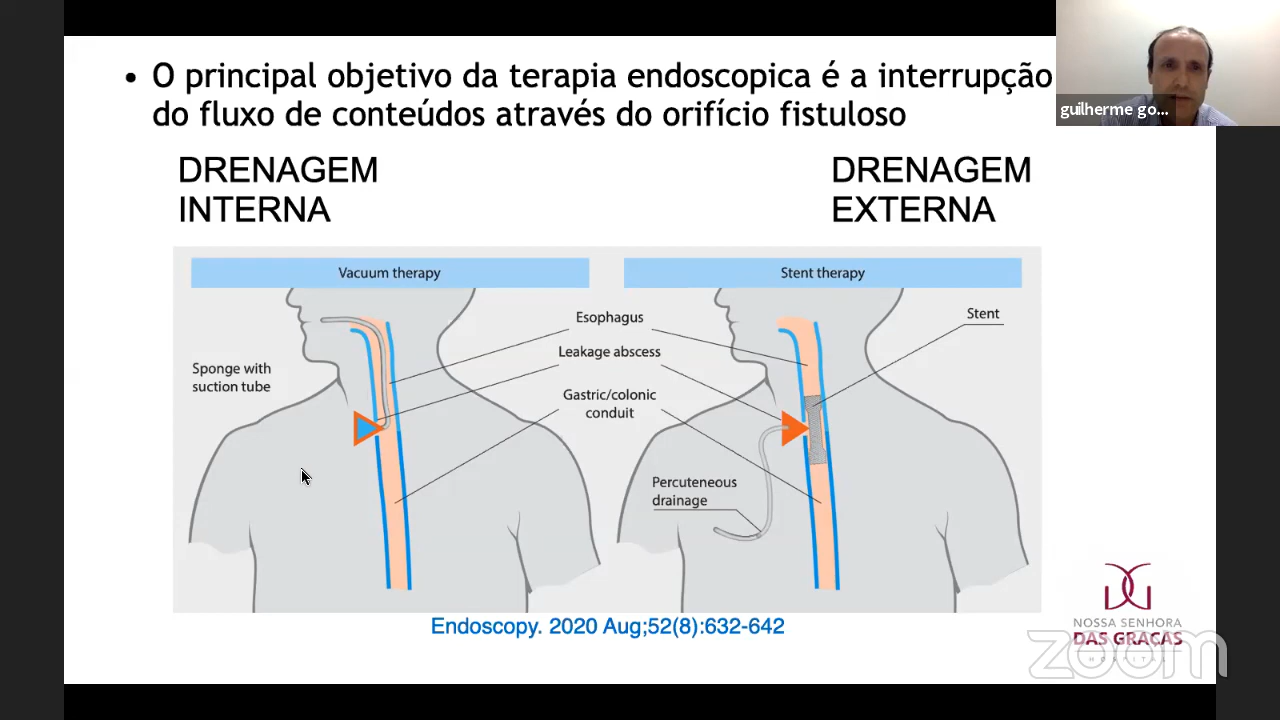 • O principal objetivo da terapia endoscopica é a interrupção
do fluxo de conteúdos através do orifício fistuloso
guilherme go...
DRENAGEM
INTERNA
DRENAGEM
EXTERNA
Vacuum therapy
Stent therapy
Esophagus
Stent
Leakage abscess
Sponge with
suction tube
Gastric/colonic
conduit
Percuteneous
drainage
Endoscopy. 2020 Aug;52(8):632-642
NOSSA SENHORA
DAS GRAÇAS
HOSPITAL
zoom